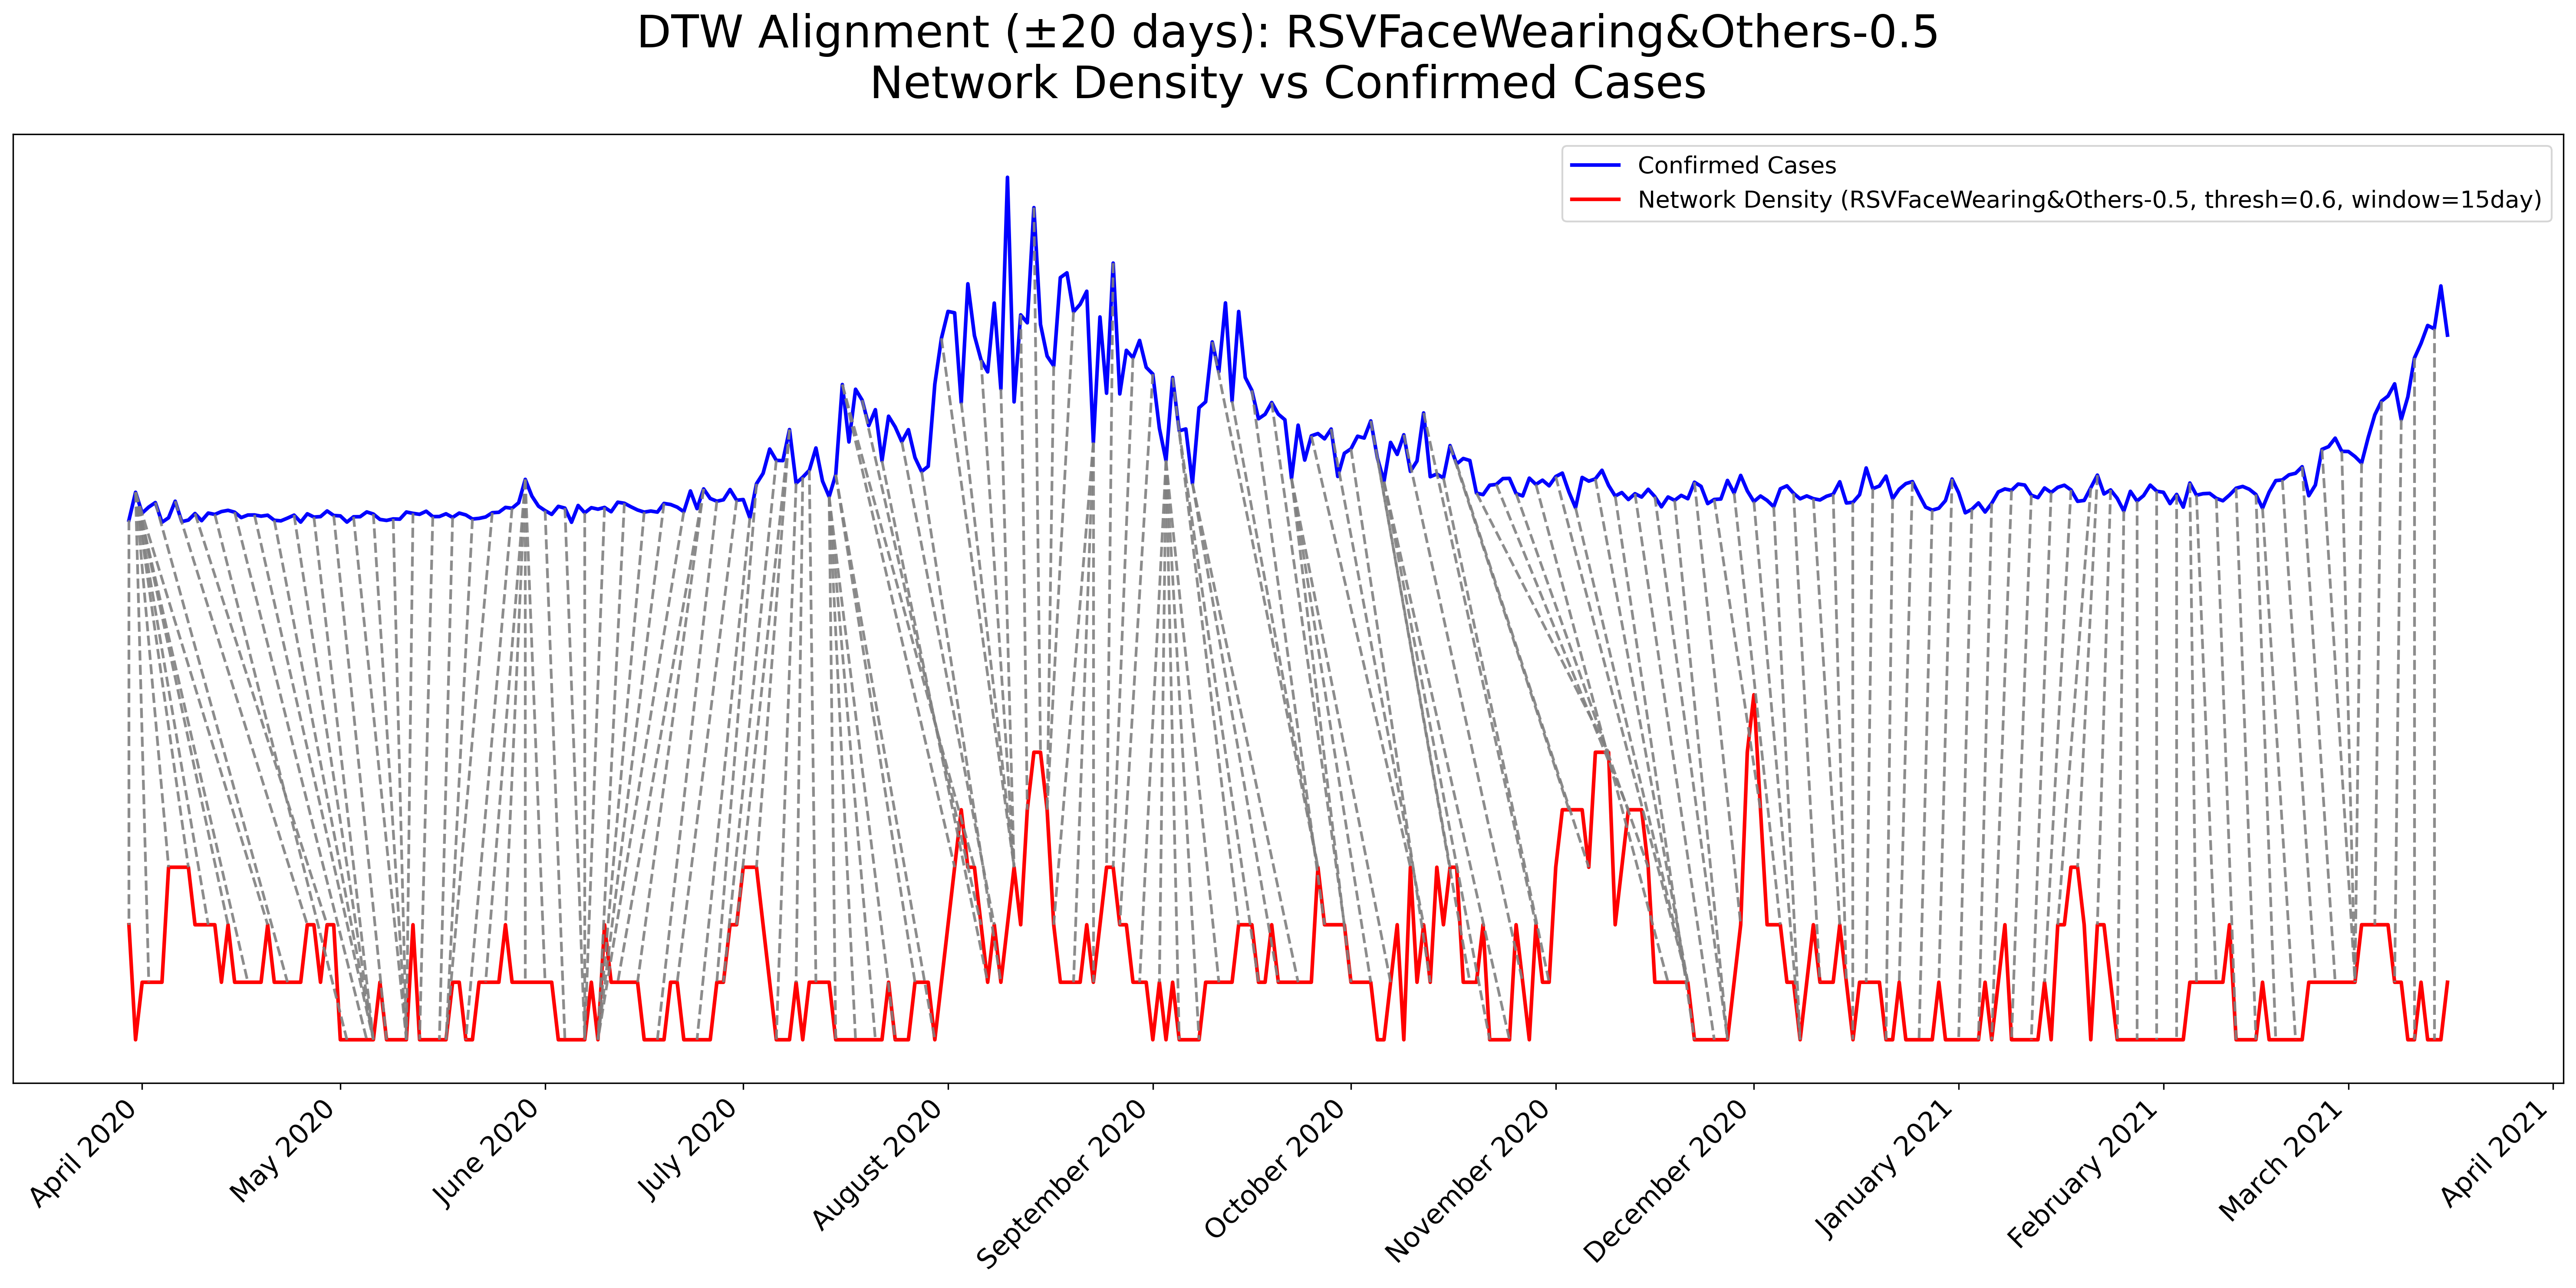 DTW Alignment (±20 days): RSVFaceWearing&Others-0.5
Network Density vs Confirmed Cases
Confirmed Cases
Network Density (RSVFaceWearing&Others-0.5, thresh=0.6, window=15day)
April 2020
May 2020
June 2020
July 2020
August 2020
September 2020
October 2020
November 2020
December 2020
January 2021
February 2021
March 2021
April 2021